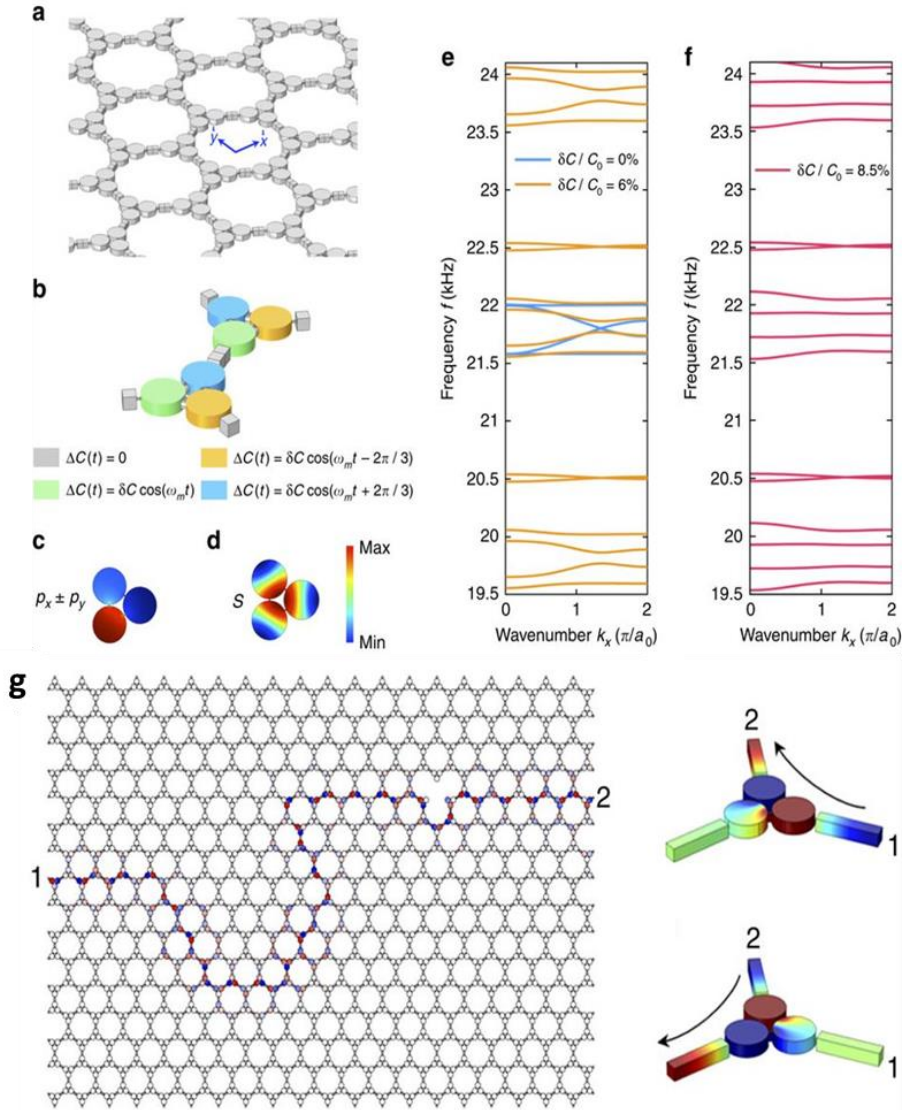 a
y x
b
ΔC(t) = 0
ΔC(t) = δC cos(ω_m t − 2π / 3)
ΔC(t) = δC cos(ω_m t)
ΔC(t) = δC cos(ω_m t + 2π / 3)
c
p_x ± p_y
d
S
Max
Min
e
24
23.5
23
22.5
22
21.5
21
20.5
20
19.5
Frequency f (kHz)
δC / C_0 = 0%
δC / C_0 = 6%
0 1 2
Wavenumber k_x (π/a_0)
f
24
23.5
23
22.5
22
21.5
21
20.5
20
19.5
Frequency f (kHz)
δC / C_0 = 8.5%
0 1 2
Wavenumber k_x (π/a_0)
g
1
2
2
1
2
1